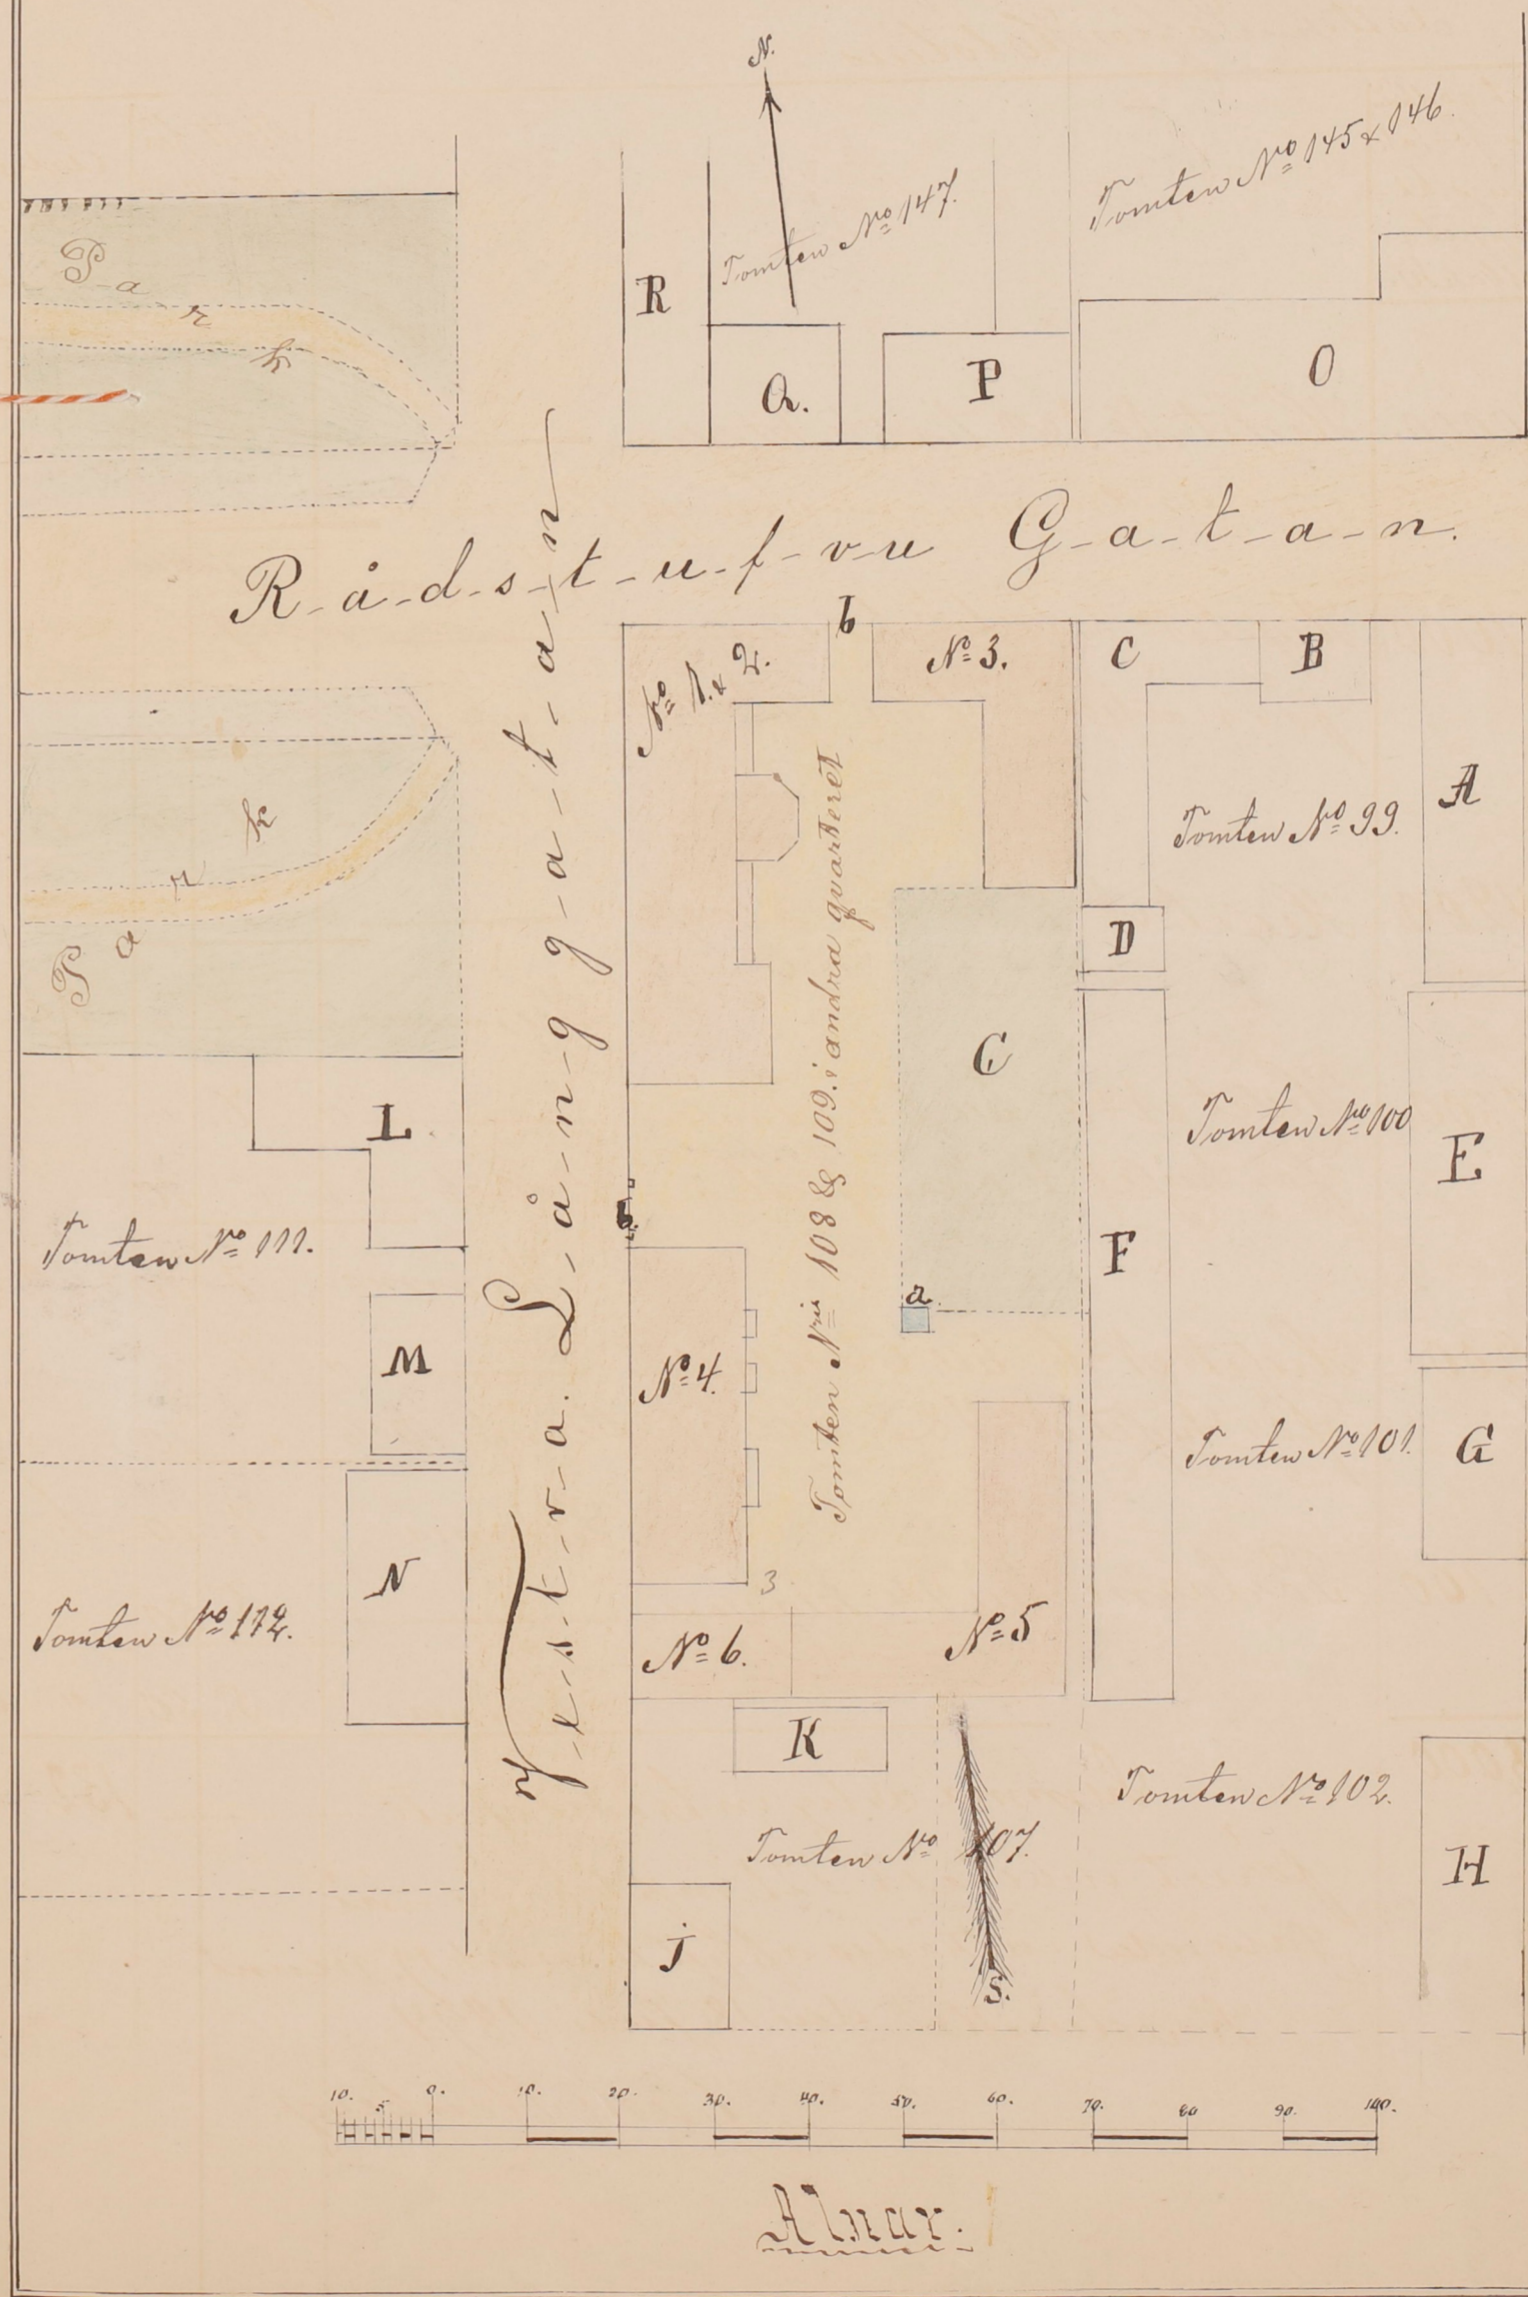 N.
Tomten No 145 & 146.
Tomten No 147.
Park
R
Q.
P
O
Rådstufvu Gatan.
Vestra. Långgatan
b
No 1. & 2.
No 3.
C
B
A
Tomten No 99.
Park
D
C
Tomten Nris 108 & 109. i andra qvarteret
L.
Tomten No 100
E
b.
Tomten No 111.
F
a.
M
No 4.
Tomten No 101.
G
N
3
Tomten No 112.
No 6.
No 5
K
Tomten No 102.
Tomten No 107.
H
J
S.
10. 5 0. 10. 20. 30. 40. 50. 60. 70. 80 90. 100.
Alnar.